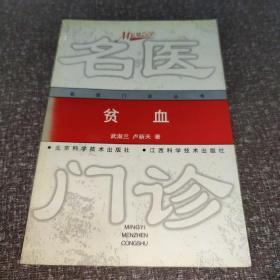 名医
名医门诊丛书
贫血
武淑兰 卢新天 著
•北京科学技术出版社 •江西科学技术出版社
门诊
MINGYI
MENZHEN
CONGSHU